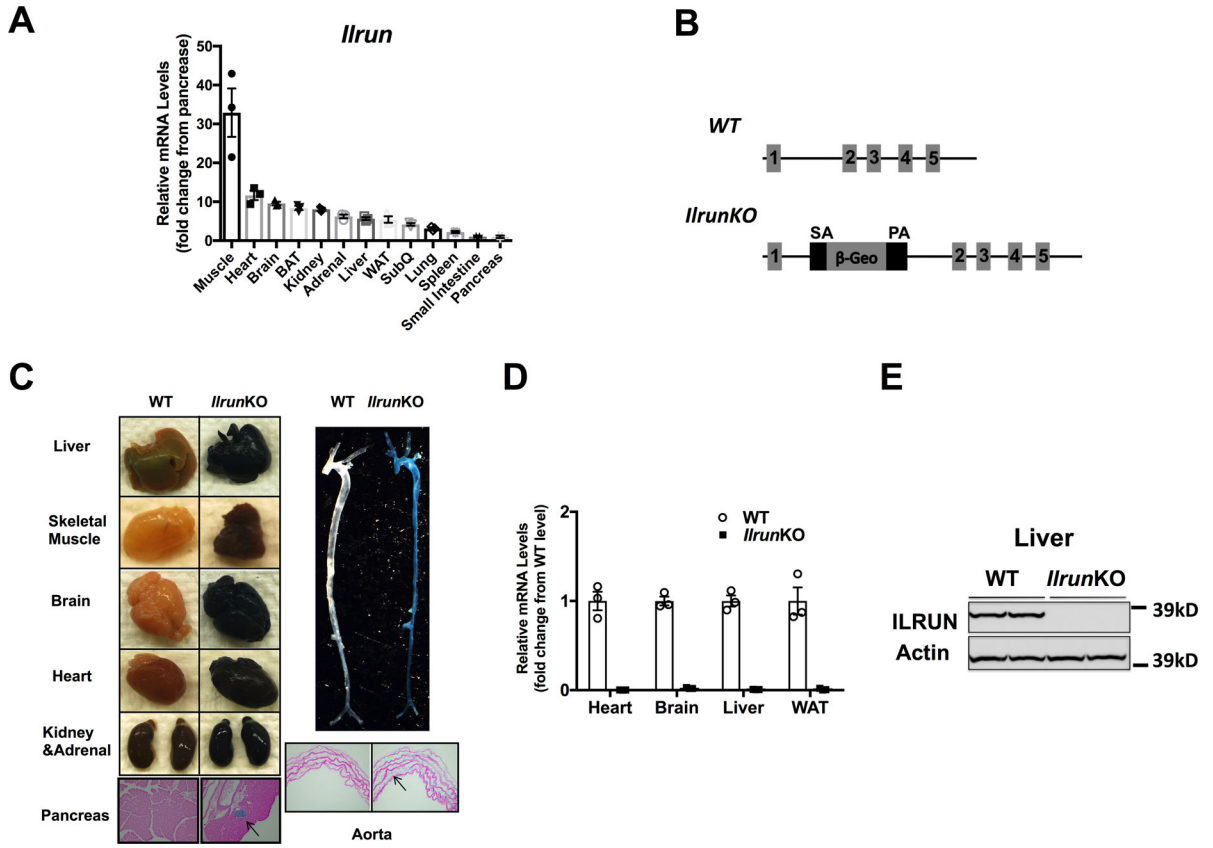 A
Ilrun
Relative mRNA Levels
(fold change from pancrease)
50
40
30
20
10
0
Muscle
Heart
Brain
BAT
Kidney
Adrenal
Liver
WAT
SubQ
Lung
Spleen
Small Intestine
Pancreas
B
WT
1 2 3 4 5
IlrunKO
SA PA
1 β-Geo 2 3 4 5
C
WT IlrunKO
Liver
Skeletal
Muscle
Brain
Heart
Kidney
&Adrenal
Pancreas
WT IlrunKO
Aorta
D
Relative mRNA Levels
(fold change from WT level)
2
1
0
WT
IlrunKO
Heart Brain Liver WAT
E
Liver
WT IlrunKO
ILRUN 39kD
Actin 39kD